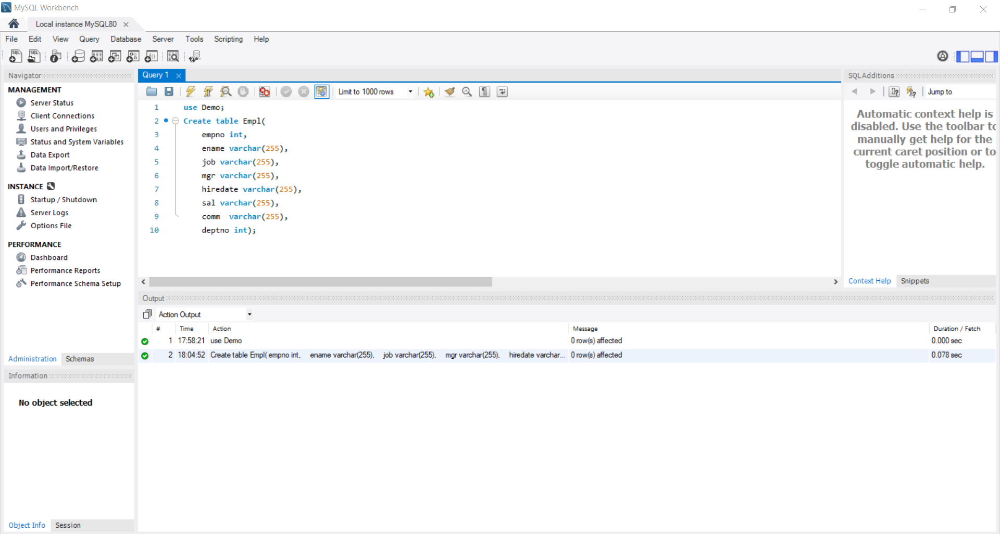 MySQL Workbench
Local instance MySQL80
File Edit View Query Database Server Tools Scripting Help
Navigator
MANAGEMENT
Server Status
Client Connections
Users and Privileges
Status and System Variables
Data Export
Data Import/Restore
INSTANCE
Startup / Shutdown
Server Logs
Options File
PERFORMANCE
Dashboard
Performance Reports
Performance Schema Setup
Administration Schemas
Information
No object selected
Object Info Session
Query 1
Limit to 1000 rows
1 use Demo;
2 Create table Empl(
3 empno int,
4 ename varchar(255),
5 job varchar(255),
6 mgr varchar(255),
7 hiredate varchar(255),
8 sal varchar(255),
9 comm  varchar(255),
10 deptno int);
SQLAdditions
Jump to
Automatic context help is
disabled. Use the toolbar to
manually get help for the
current caret position or to
toggle automatic help.
Context Help Snippets
Output
Action Output
# Time Action Message Duration / Fetch
1 17:58:21 use Demo 0 row(s) affected 0.000 sec
2 18:04:52 Create table Empl( empno int, ename varchar(255), job varchar(255), mgr varchar(255), hiredate varchar... 0 row(s) affected 0.078 sec